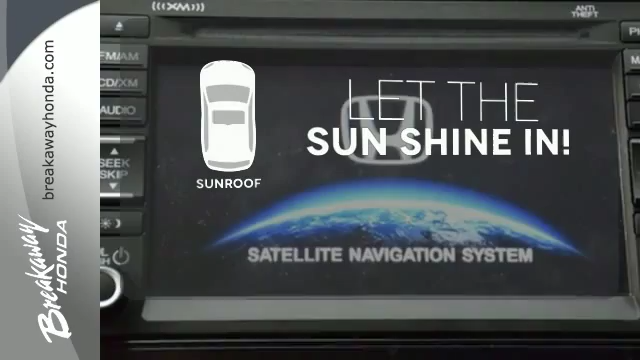 XM
ANTI
THEFT
FM/AM
CD/XM
AUDIO
SEEK
SKIP
breakawayhonda.com
Breakaway
HONDA
SUNROOF
LET THE
SUN SHINE IN!
SATELLITE NAVIGATION SYSTEM